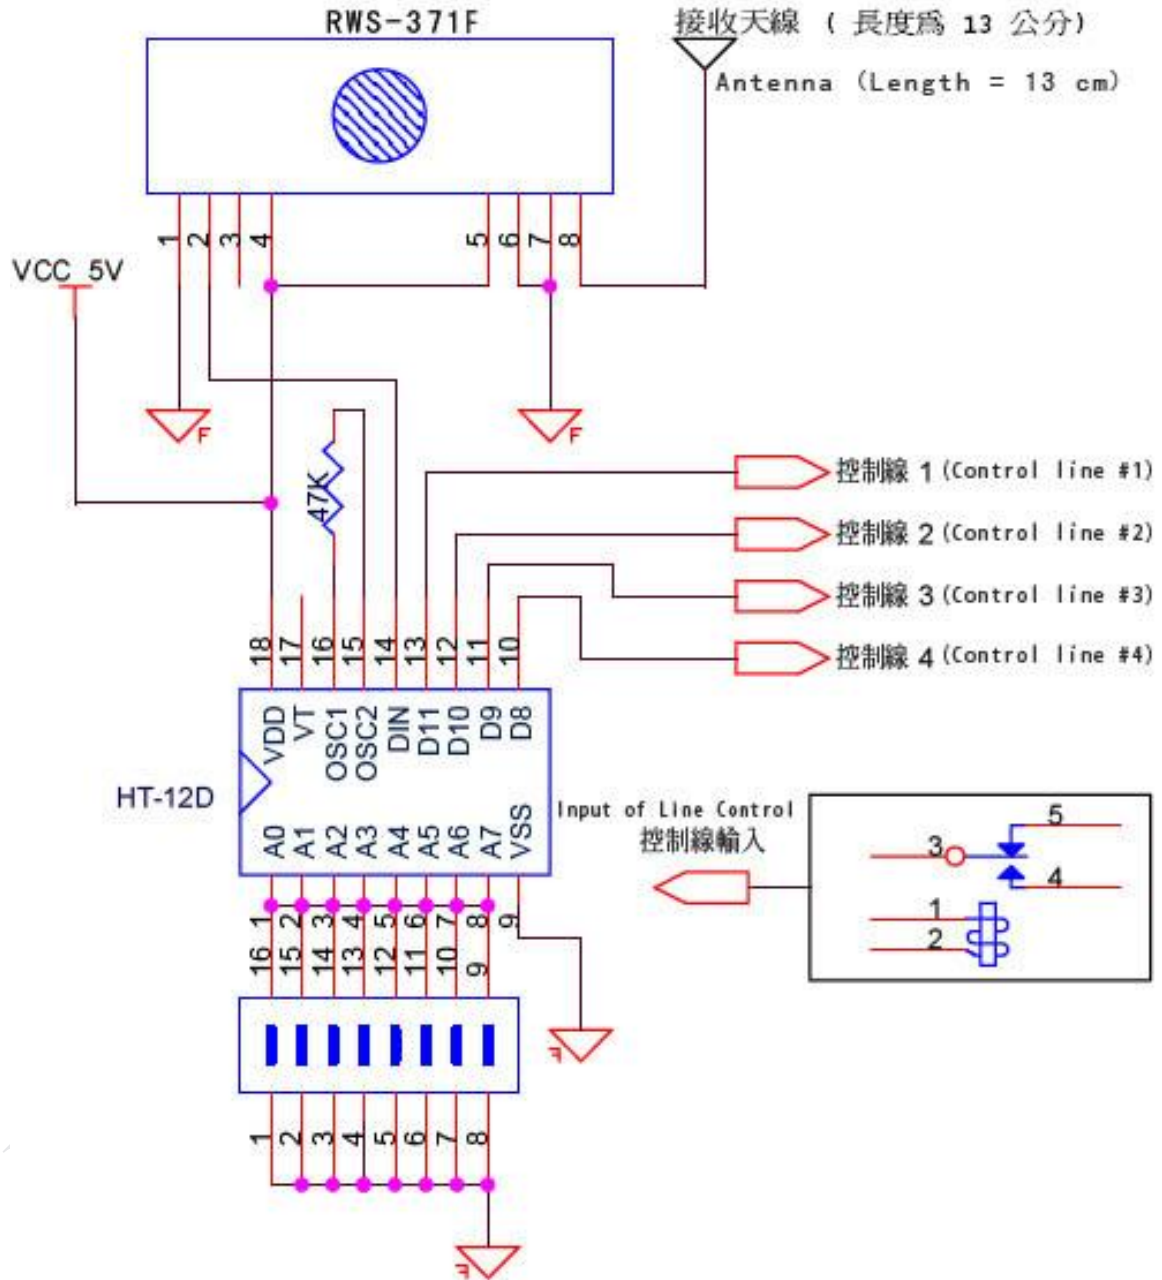 RWS-371F
接收天線 ( 長度為 13 公分)
Antenna (Length = 13 cm)
1 2 3 4 5 6 7 8
VCC 5V
F F
47K
控制線 1 (Control line #1)
控制線 2 (Control line #2)
控制線 3 (Control line #3)
控制線 4 (Control line #4)
18 17 16 15 14 13 12 11 10
VDD VT OSC1 OSC2 DIN D11 D10 D9 D8
HT-12D
A0 A1 A2 A3 A4 A5 A6 A7 VSS
1 2 3 4 5 6 7 8 9
16 15 14 13 12 11 10 9
Input of Line Control
控制線輸入
5
3
4
1
2
F
1 2 3 4 5 6 7 8
F